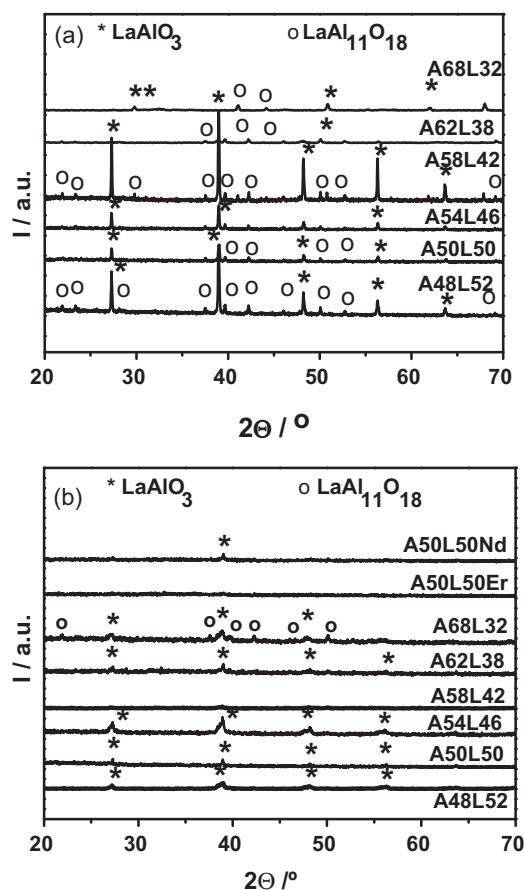 (a) * LaAlO3 o LaAl11O18
A68L32
A62L38
A58L42
A54L46
A50L50
A48L52
I / a.u.
20 30 40 50 60 70
2Θ / º
(b) * LaAlO3 o LaAl11O18
A50L50Nd
A50L50Er
A68L32
A62L38
A58L42
A54L46
A50L50
A48L52
I / a.u.
20 30 40 50 60 70
2Θ /º